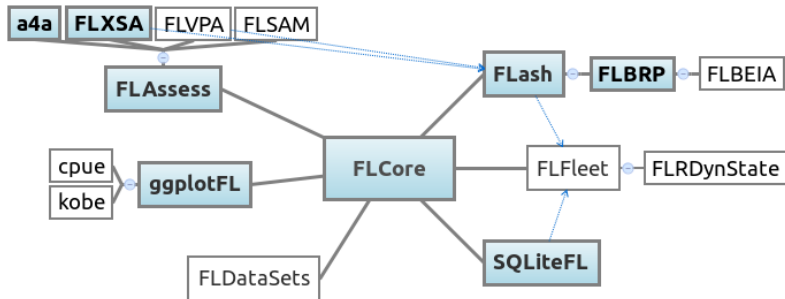 a4a
FLXSA
FLVPA
FLSAM
FLAssess
FLash
FLBRP
FLBEIA
cpue
kobe
ggplotFL
FLCore
FLFleet
FLRDynState
FLDataSets
SQLiteFL